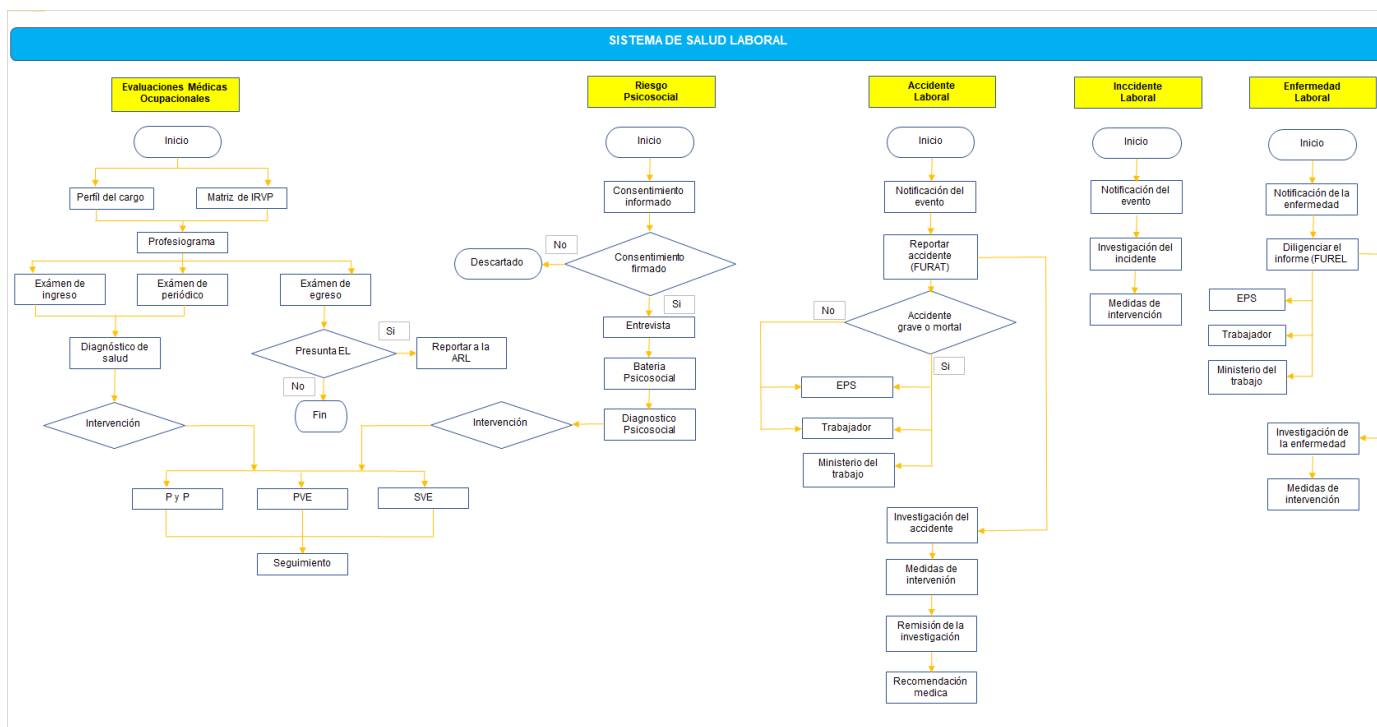 SISTEMA DE SALUD LABORAL
Evaluaciones Médicas
Ocupacionales
Inicio
Perfíl del cargo
Matriz de IRVP
Profesiograma
Exámen de
ingreso
Exámen de
periódico
Exámen de
egreso
Diagnóstico de
salud
Presunta EL
Si
Reportar a la
ARL
No
Fin
Intervención
P y P
PVE
SVE
Seguimiento
Riesgo
Psicosocial
Inicio
Consentimiento
informado
Consentimiento
firmado
No
Descartado
Si
Entrevista
Bateria
Psicosocial
Diagnostico
Psicosocial
Intervención
Accidente
Laboral
Inicio
Notificación del
evento
Reportar
accidente
(FURAT)
Accidente
grave o mortal
No
Si
EPS
Trabajador
Ministerio del
trabajo
Investigación del
accidente
Medidas de
intervenión
Remisión de la
investigación
Recomendación
medica
Inccidente
Laboral
Inicio
Notificación del
evento
Investigación del
incidente
Medidas de
intervención
Enfermedad
Laboral
Inicio
Notificación de la
enfermedad
Diligenciar el
informe (FUREL
EPS
Trabajador
Ministerio del
trabajo
Investigación de
la enfermedad
Medidas de
intervención